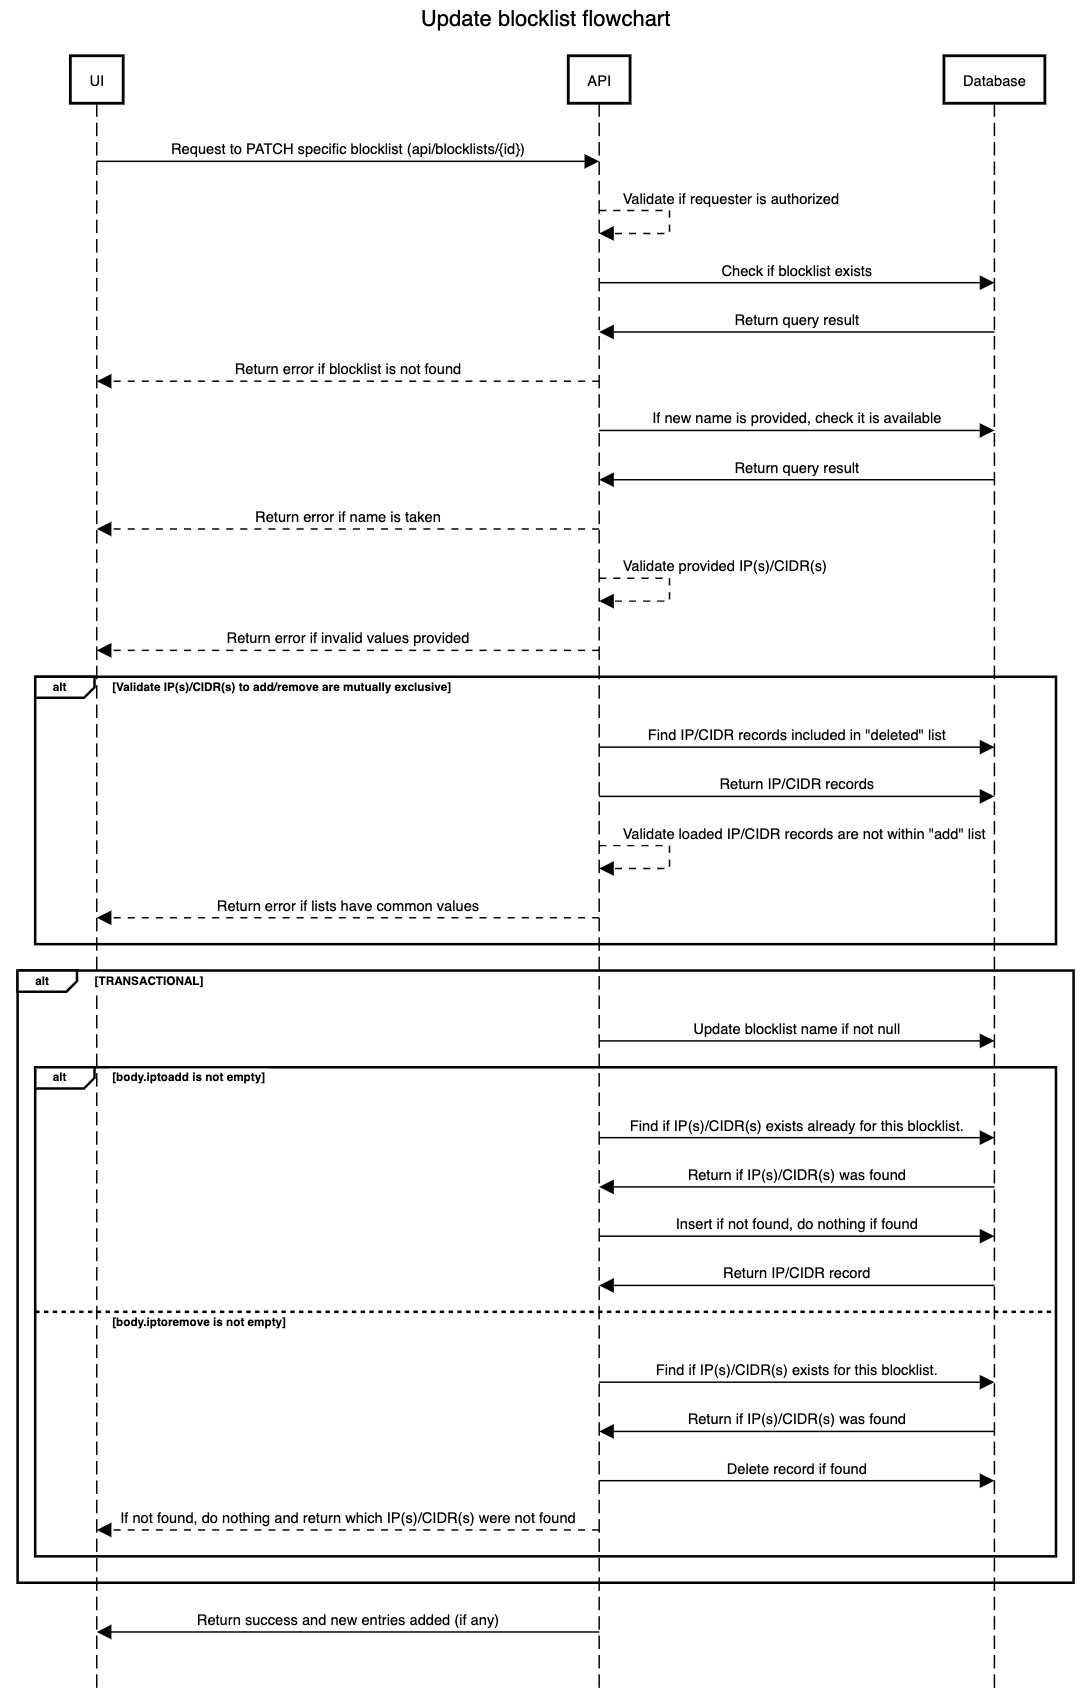 Update blocklist flowchart
UI
API
Database
Request to PATCH specific blocklist (api/blocklists/{id})
Validate if requester is authorized
Check if blocklist exists
Return query result
Return error if blocklist is not found
If new name is provided, check it is available
Return query result
Return error if name is taken
Validate provided IP(s)/CIDR(s)
Return error if invalid values provided
alt
[Validate IP(s)/CIDR(s) to add/remove are mutually exclusive]
Find IP/CIDR records included in "deleted" list
Return IP/CIDR records
Validate loaded IP/CIDR records are not within "add" list
Return error if lists have common values
alt
[TRANSACTIONAL]
Update blocklist name if not null
alt
[body.iptoadd is not empty]
Find if IP(s)/CIDR(s) exists already for this blocklist.
Return if IP(s)/CIDR(s) was found
Insert if not found, do nothing if found
Return IP/CIDR record
[body.iptoremove is not empty]
Find if IP(s)/CIDR(s) exists for this blocklist.
Return if IP(s)/CIDR(s) was found
Delete record if found
If not found, do nothing and return which IP(s)/CIDR(s) were not found
Return success and new entries added (if any)